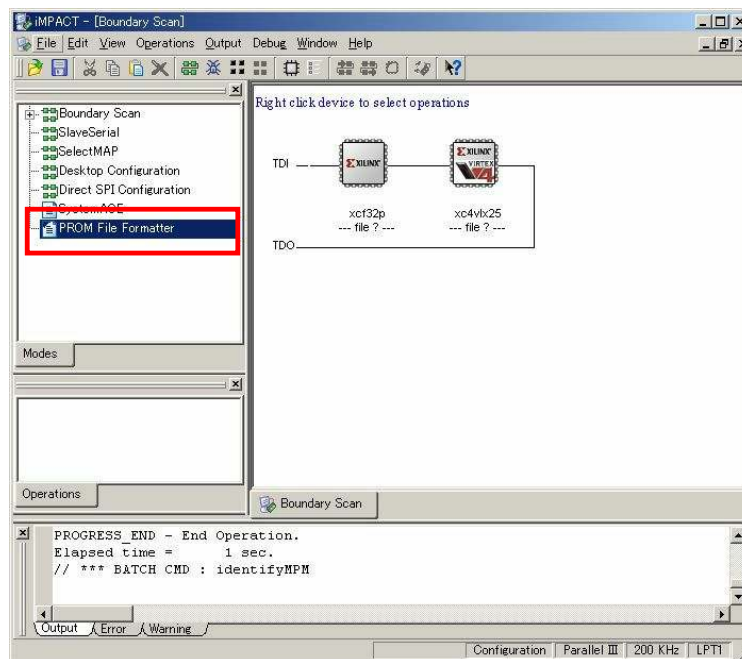 iMPACT - [Boundary Scan]
File Edit View Operations Output Debug Window Help
Boundary Scan
SlaveSerial
SelectMAP
Desktop Configuration
Direct SPI Configuration
SystemACE
PROM File Formatter
Modes
Operations
Right click device to select operations
TDI
XILINX
XILINX
VIRTEX
4
xcf32p
xc4vlx25
--- file ? ---
--- file ? ---
TDO
Boundary Scan
PROGRESS_END - End Operation.
Elapsed time = 1 sec.
// *** BATCH CMD : identifyMPM
Output Error Warning
Configuration Parallel III 200 KHz LPT1